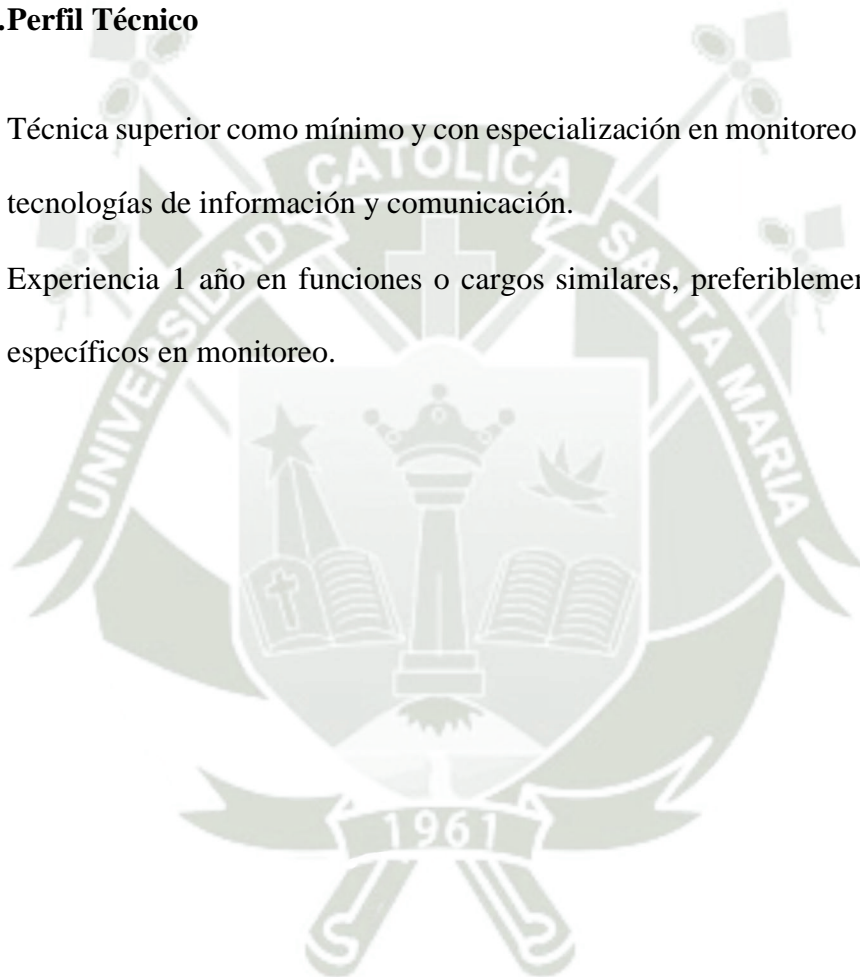 .Perfil Técnico
Técnica superior como mínimo y con especialización en monitoreo
tecnologías de información y comunicación.
Experiencia 1 año en funciones o cargos similares, preferiblemen
específicos en monitoreo.
UNIVERSIDAD CATOLICA SANTA MARIA
1961